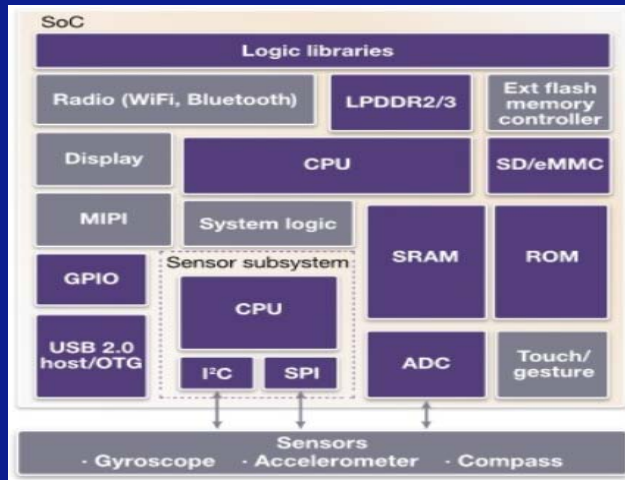 SoC
Logic libraries
Radio (WiFi, Bluetooth)
LPDDR2/3
Ext flash
memory
controller
Display
CPU
SD/eMMC
MIPI
System logic
SRAM
ROM
GPIO
Sensor subsystem
CPU
USB 2.0
host/OTG
I²C
SPI
ADC
Touch/
gesture
Sensors
· Gyroscope · Accelerometer · Compass